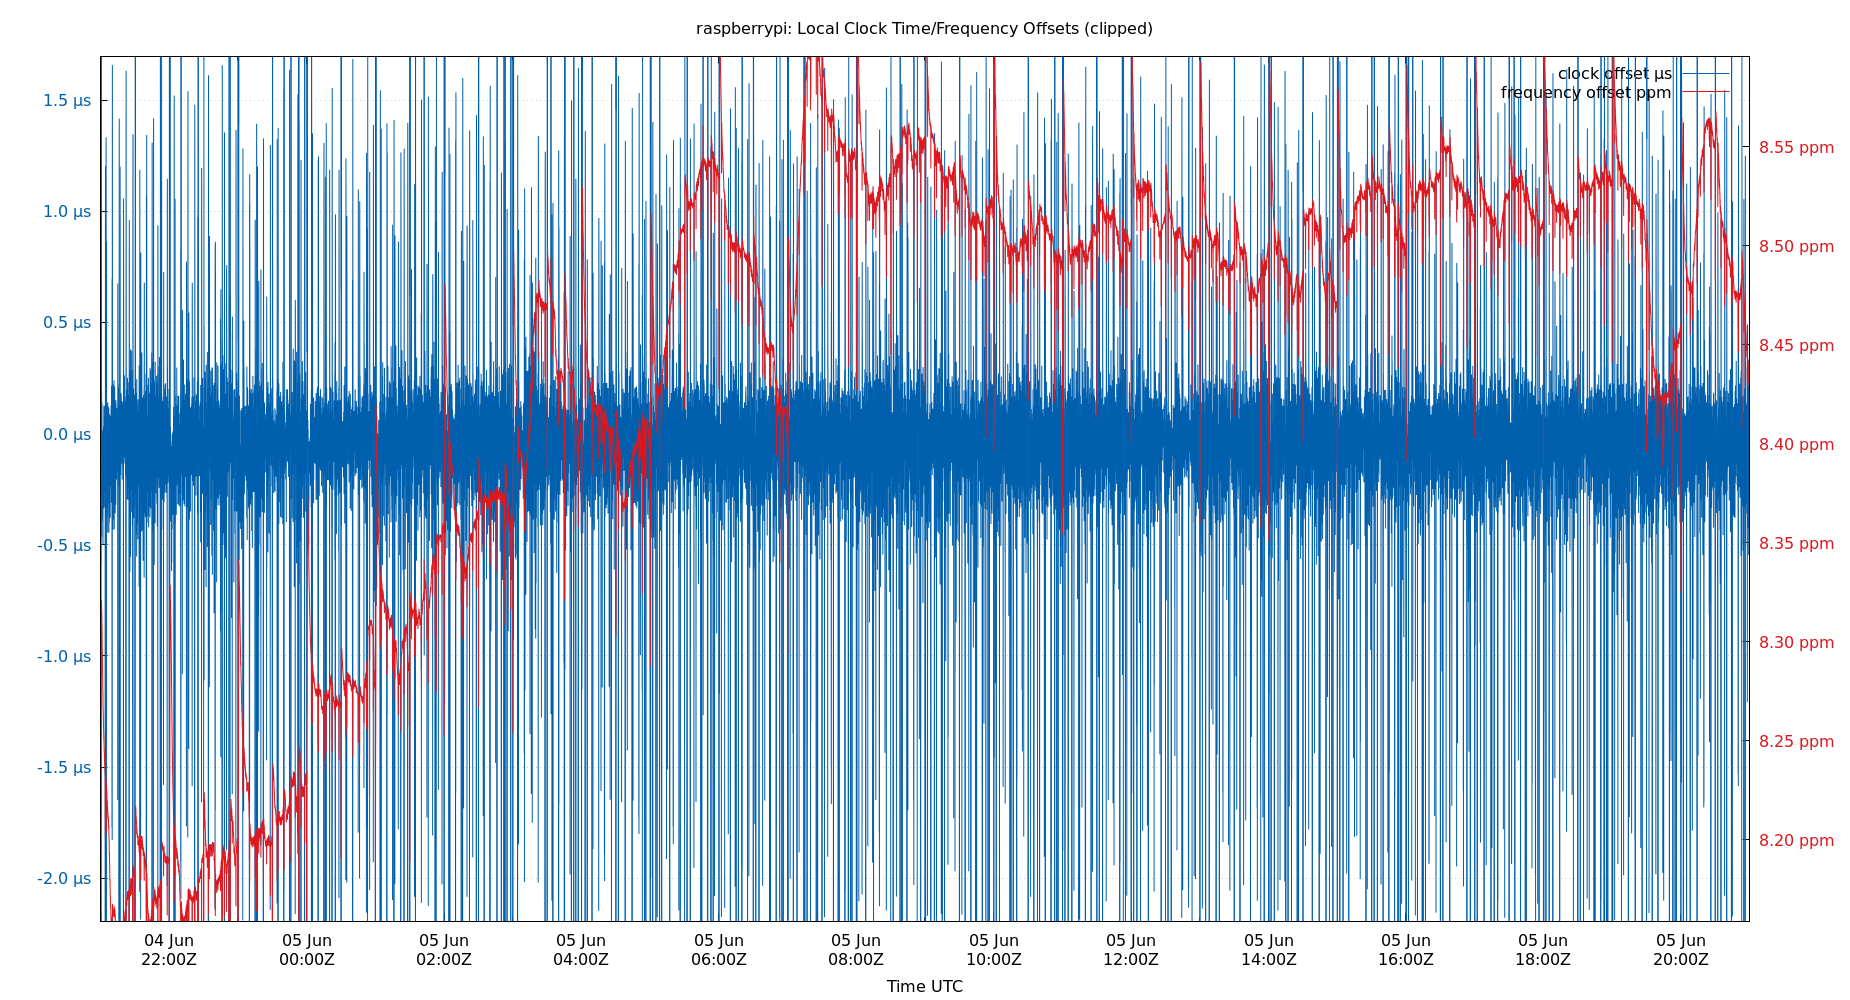 raspberrypi: Local Clock Time/Frequency Offsets (clipped)
clock offset µs
frequency offset ppm
1.5 µs
1.0 µs
0.5 µs
0.0 µs
-0.5 µs
-1.0 µs
-1.5 µs
-2.0 µs
8.55 ppm
8.50 ppm
8.45 ppm
8.40 ppm
8.35 ppm
8.30 ppm
8.25 ppm
8.20 ppm
04 Jun 05 Jun 05 Jun 05 Jun 05 Jun 05 Jun 05 Jun 05 Jun 05 Jun 05 Jun 05 Jun 05 Jun
22:00Z 00:00Z 02:00Z 04:00Z 06:00Z 08:00Z 10:00Z 12:00Z 14:00Z 16:00Z 18:00Z 20:00Z
Time UTC